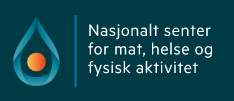 Nasjonalt senter
for mat, helse og
fysisk aktivitet